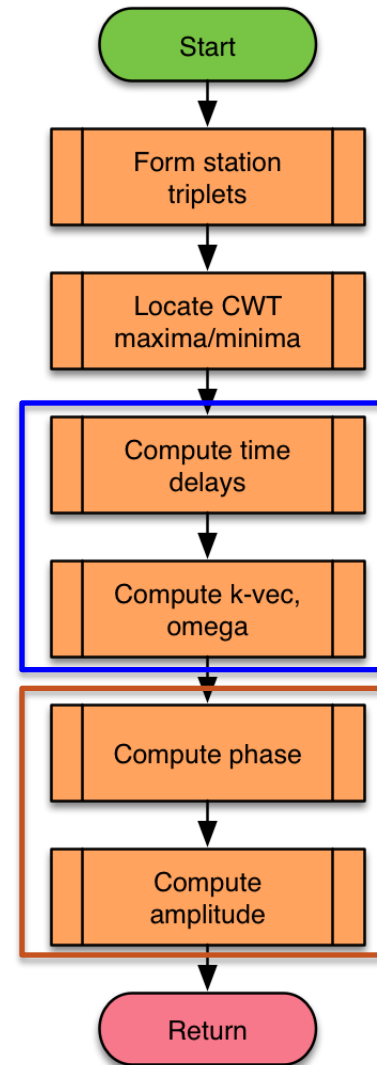 Start
Form station
triplets
Locate CWT
maxima/minima
Compute time
delays
Compute k-vec,
omega
Compute phase
Compute
amplitude
Return